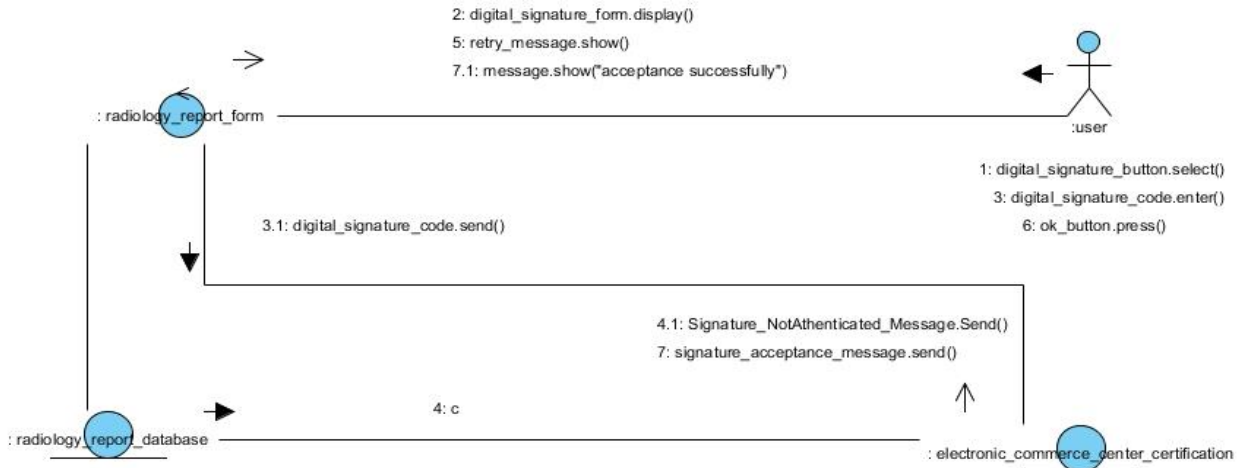 2: digital_signature_form.display()
5: retry_message.show()
7.1: message.show("acceptance successfully")
: radiology_report_form
:user
1: digital_signature_button.select()
3: digital_signature_code.enter()
6: ok_button.press()
3.1: digital_signature_code.send()
4.1: Signature_NotAthenticated_Message.Send()
7: signature_acceptance_message.send()
4: c
: radiology_report_database
: electronic_commerce_center_certification